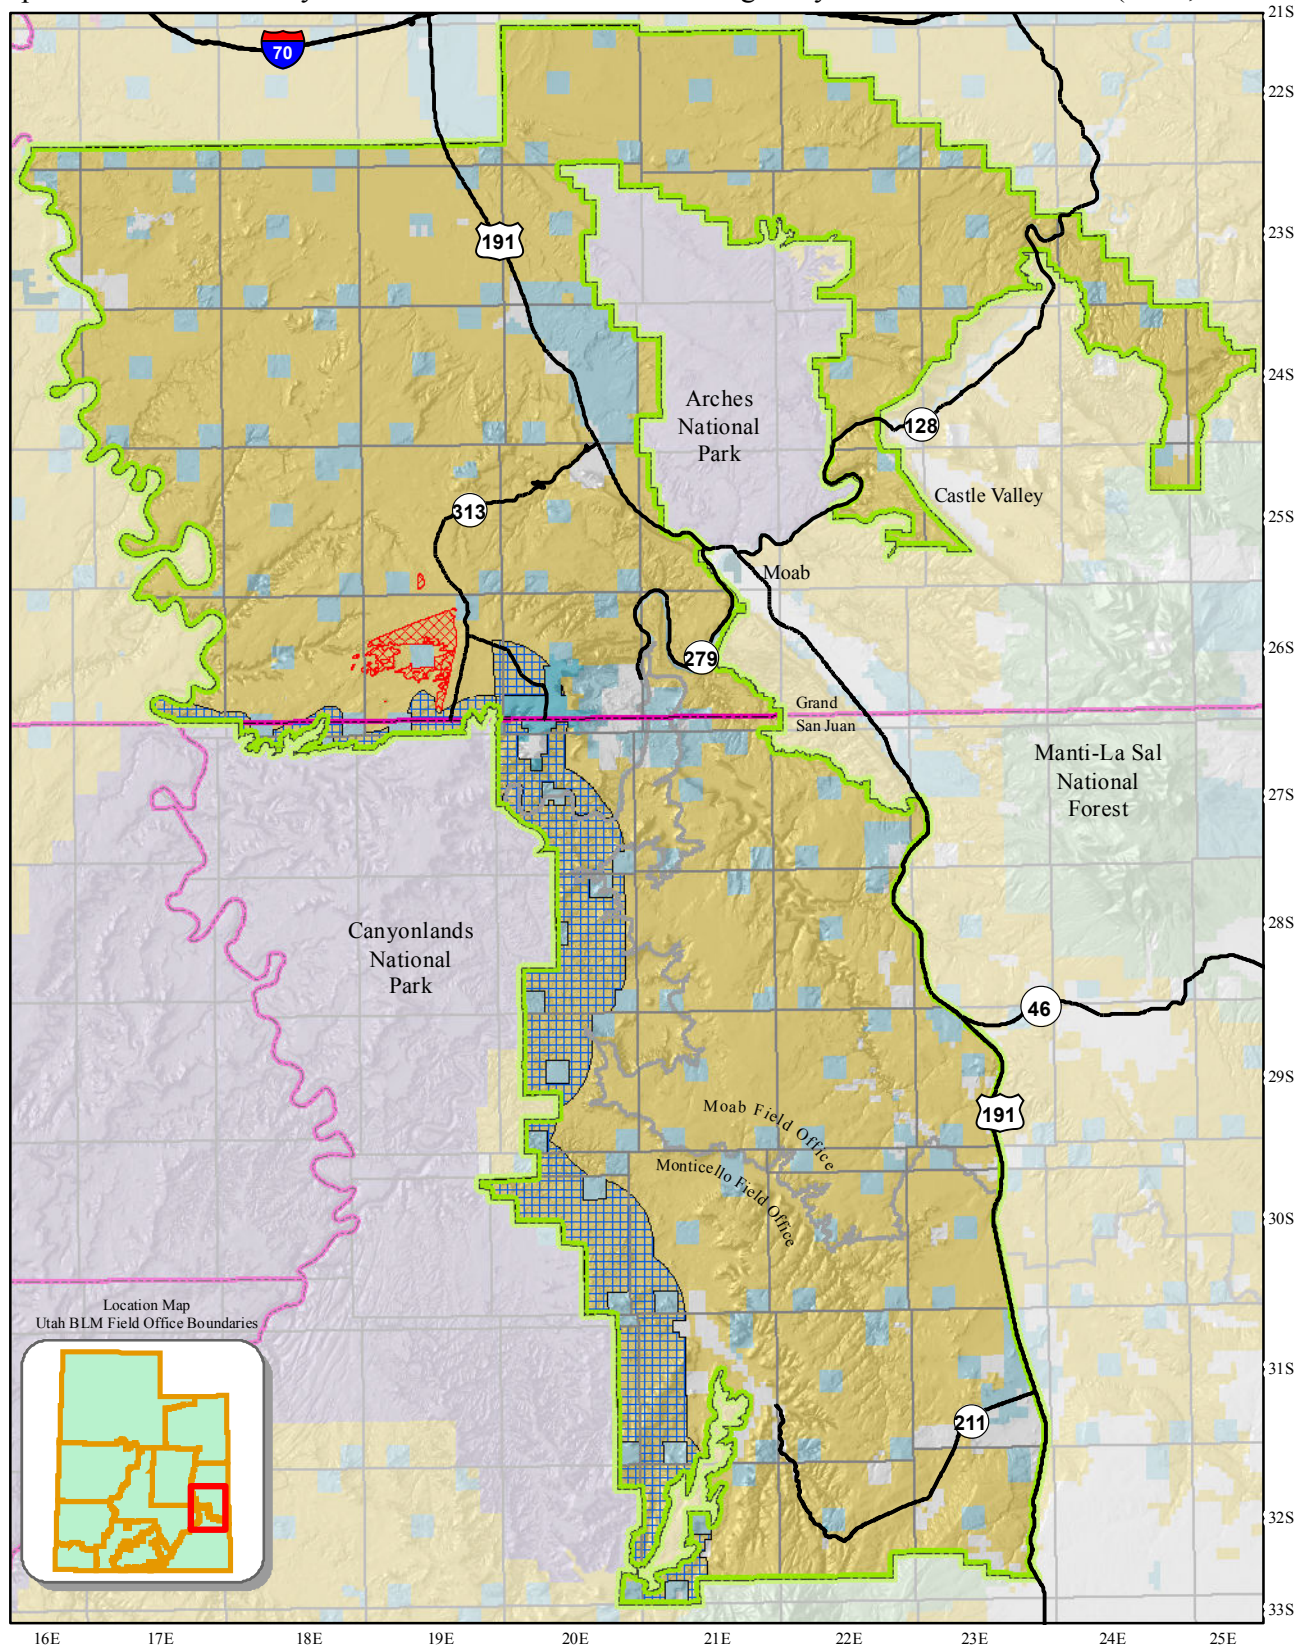 21S
70
22S
191
23S
24S
Arches
National
Park
128
Castle Valley
313
25S
Moab
279
26S
Grand
San Juan
Manti-La Sal
National
Forest
27S
Canyonlands
National
Park
28S
46
29S
Moab Field Office
191
Monticello Field Office
30S
Location Map
Utah BLM Field Office Boundaries
31S
211
32S
33S
16E 17E 18E 19E 20E 21E 22E 23E 24E 25E